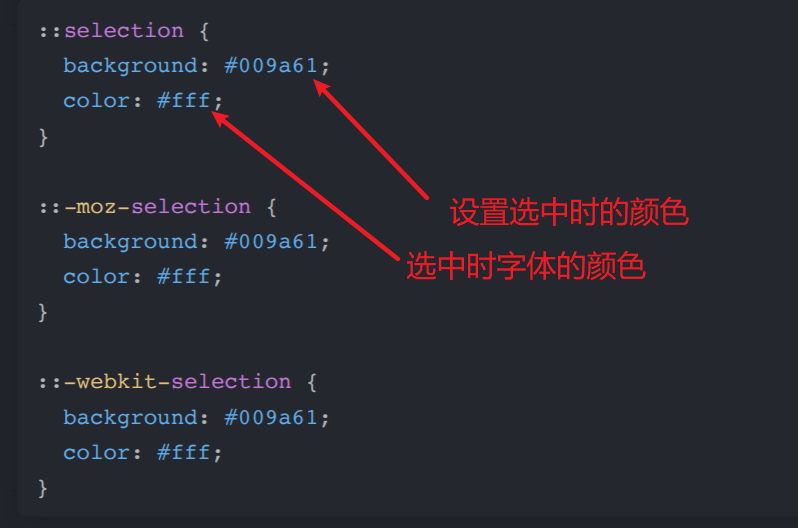 ::selection {
  background: #009a61;
  color: #fff;
}
::-moz-selection {
设置选中时的颜色
  background: #009a61;
选中时字体的颜色
  color: #fff;
}
::-webkit-selection {
  background: #009a61;
  color: #fff;
}